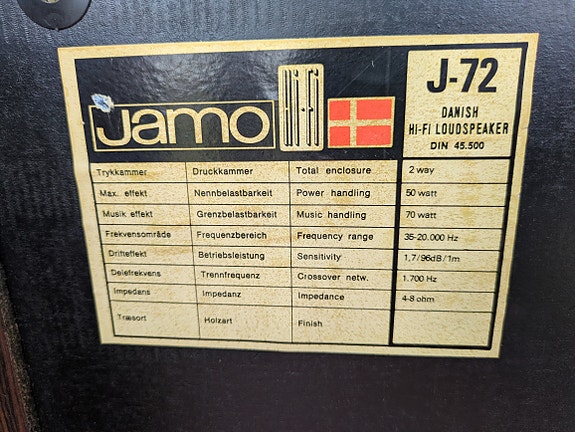 Jamo
Hi-Fi
J-72
DANISH
HI-FI LOUDSPEAKER
DIN 45.500
Trykkammer Druckkammer Total enclosure 2 way
Max. effekt Nennbelastbarkeit Power handling 50 watt
Musik effekt Grenzbelastbarkeit Music handling 70 watt
Frekvensområde Frequenzbereich Frequency range 35-20.000 Hz
Drifteffekt Betriebsleistung Sensitivity 1,7/96dB/1m
Delefrekvens Trennfrequenz Crossover netw. 1.700 Hz
Impedans Impedanz Impedance 4-8 ohm
Træsort Holzart Finish